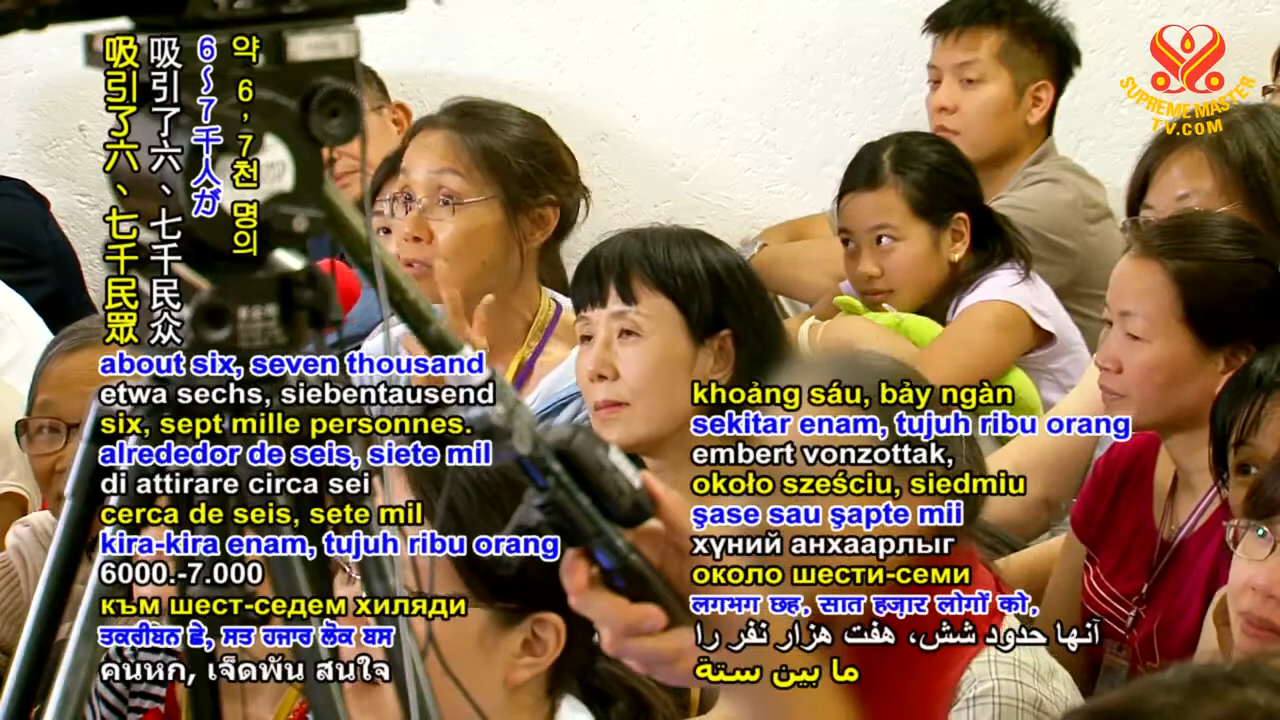 吸引了六、七千民眾
吸引了六、七千民众
6～7千人が
약 6, 7천 명의
SUPREME MASTER
TV.COM
about six, seven thousand
etwa sechs, siebentausend
six, sept mille personnes.
alrededor de seis, siete mil
di attirare circa sei
cerca de seis, sete mil
kira-kira enam, tujuh ribu orang
6000.-7.000
към шест-седем хиляди
ਤਕਰੀਬਨ ਛੇ, ਸਤ ਹਜਾਰ ਲੋਕ ਬਸ
คนหก, เจ็ดพัน สนใจ
khoảng sáu, bảy ngàn
sekitar enam, tujuh ribu orang
embert vonzottak,
około sześciu, siedmiu
şase sau şapte mii
хүний анхаарлыг
около шести-семи
लगभग छह, सात हज़ार लोगों को,
آنها حدود شش، هفت هزار نفر را
ما بين ستة